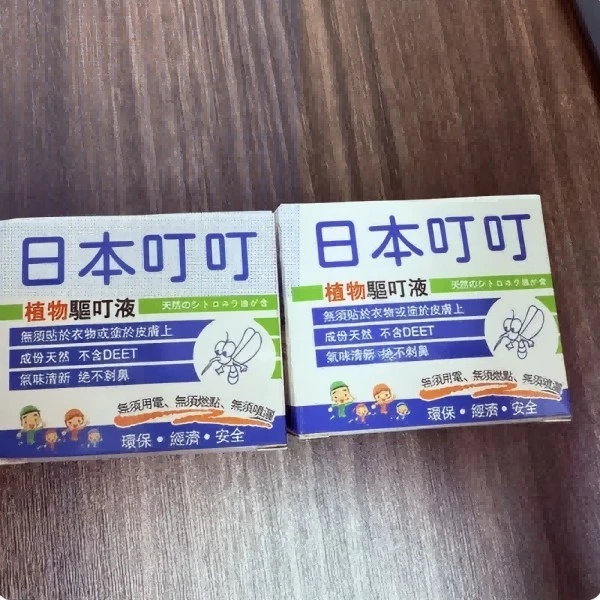 日本叮叮
植物驅叮液
天然のシトロネラ油が含
無須貼於衣物或塗於皮膚上
成份天然 不含DEET
氣味清新 絶不刺鼻
無須用電、無須燃點、無須噴灑
環保・經濟・安全
日本叮叮
植物驅叮液
天然のシトロネラ油が含
無須貼於衣物或塗於皮膚上
成份天然 不含DEET
氣味清新 絶不刺鼻
無須用電、無須燃點、無須噴灑
環保・經濟・安全